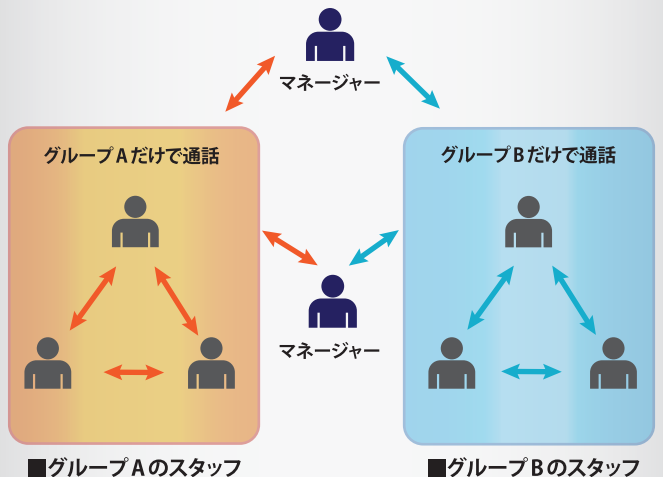 マネージャー
グループAだけで通話
グループBだけで通話
マネージャー
■グループAのスタッフ
■グループBのスタッフ